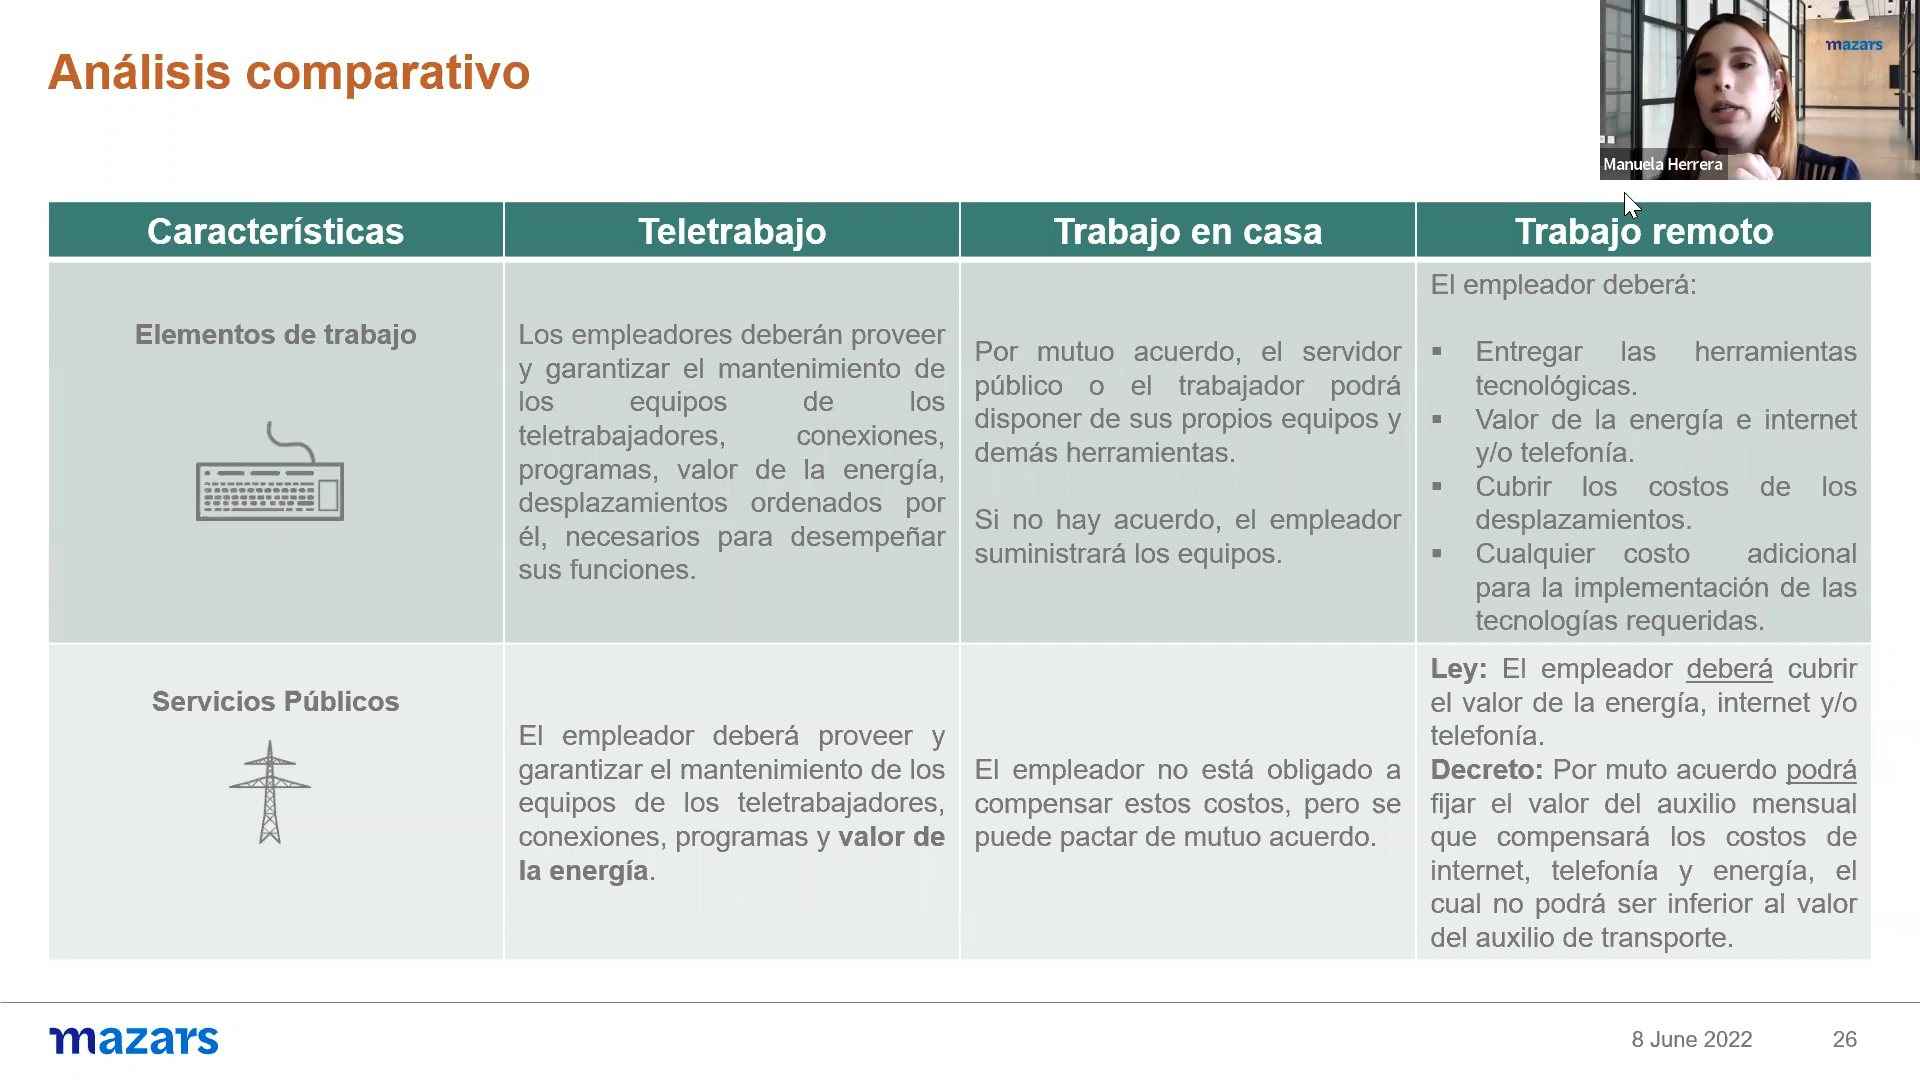 Análisis comparativo
mazars
Manuela Herrera
Características
Teletrabajo
Trabajo en casa
Trabajo remoto
Elementos de trabajo
Los empleadores deberán proveer
y garantizar el mantenimiento de
los equipos de los
teletrabajadores, conexiones,
programas, valor de la energía,
desplazamientos ordenados por
él, necesarios para desempeñar
sus funciones.
Por mutuo acuerdo, el servidor
público o el trabajador podrá
disponer de sus propios equipos y
demás herramientas.
Si no hay acuerdo, el empleador
suministrará los equipos.
El empleador deberá:
▪ Entregar las herramientas
tecnológicas.
▪ Valor de la energía e internet
y/o telefonía.
▪ Cubrir los costos de los
desplazamientos.
▪ Cualquier costo adicional
para la implementación de las
tecnologías requeridas.
Servicios Públicos
El empleador deberá proveer y
garantizar el mantenimiento de los
equipos de los teletrabajadores,
conexiones, programas y valor de
la energía.
El empleador no está obligado a
compensar estos costos, pero se
puede pactar de mutuo acuerdo.
Ley: El empleador deberá cubrir
el valor de la energía, internet y/o
telefonía.
Decreto: Por muto acuerdo podrá
fijar el valor del auxilio mensual
que compensará los costos de
internet, telefonía y energía, el
cual no podrá ser inferior al valor
del auxilio de transporte.
mazars
8 June 2022
26